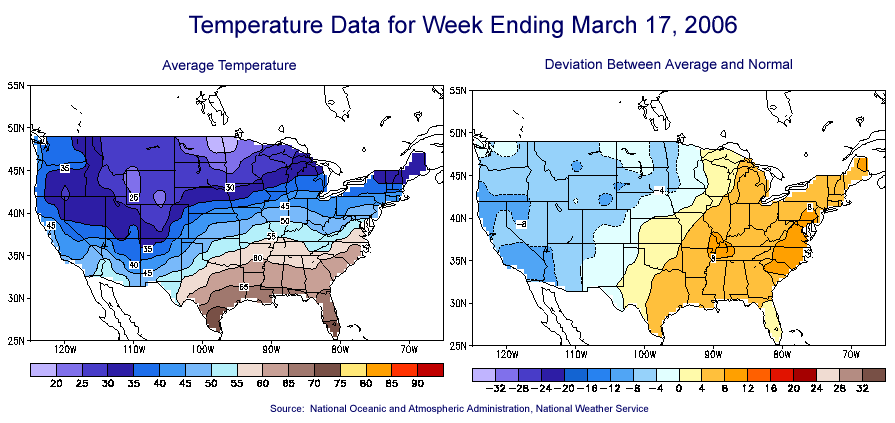 Temperature Data for Week Ending March 17, 2006
Average Temperature
Deviation Between Average and Normal
55N
50N
45N
40N
35N
30N
25N
35
25
30
45
45
50
55
35
40
45
60
65
120W 110W 100W 90W 80W 70W
20 25 30 35 40 45 50 55 60 65 70 75 80 85 90
55N
50N
45N
40N
35N
30N
25N
-4
-8
8
8
120W 110W 100W 90W 80W 70W
-32 -28 -24 -20 -16 -12 -8 -4 0 4 8 12 16 20 24 28 32
Source: National Oceanic and Atmospheric Administration, National Weather Service